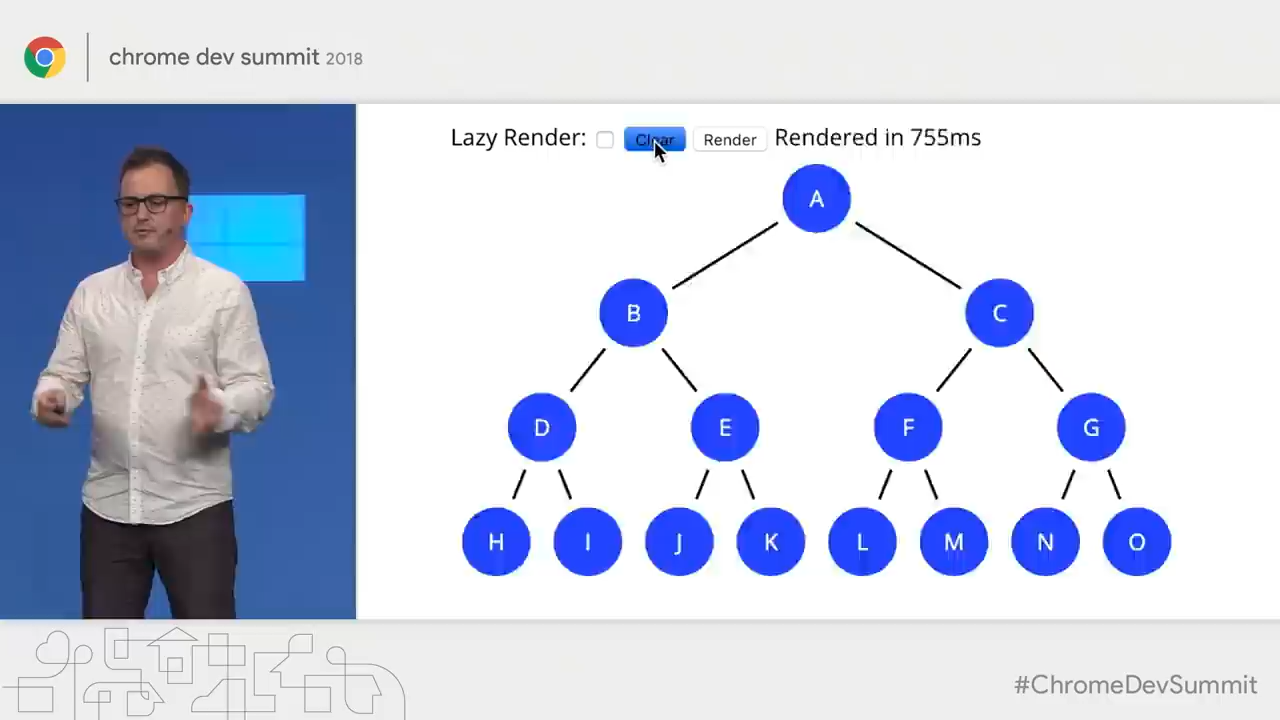 chrome dev summit 2018
Lazy Render: Clear Render Rendered in 755ms
A
B C
D E F G
H I J K L M N O
#ChromeDevSummit